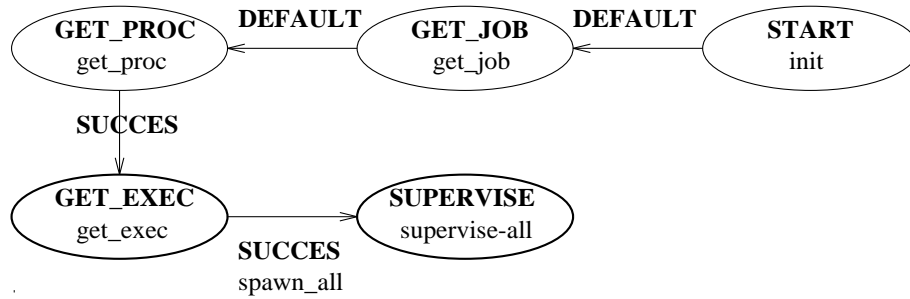 DEFAULT
DEFAULT
GET_PROC
get_proc
GET_JOB
get_job
START
init
SUCCES
GET_EXEC
get_exec
SUPERVISE
supervise-all
SUCCES
spawn_all